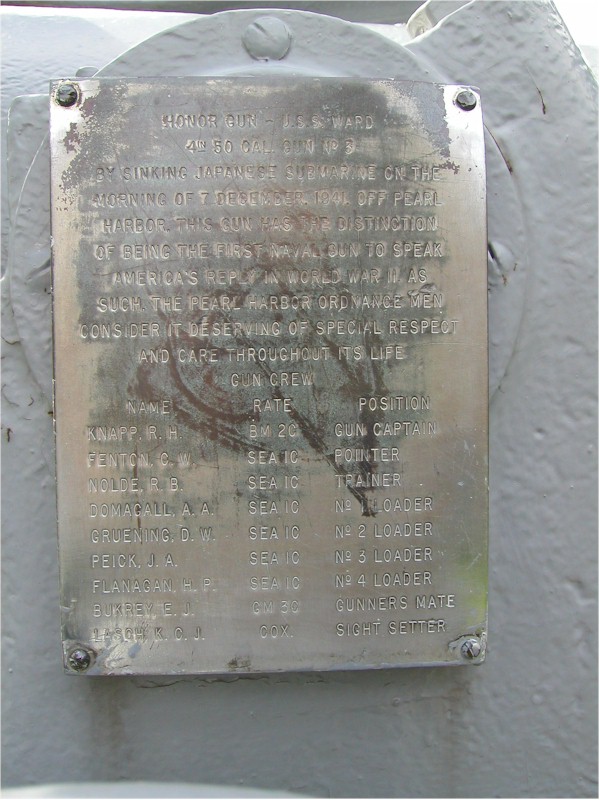 HONOR GUN - U.S.S. WARD
4IN 50 CAL. GUN Nº 3
BY SINKING JAPANESE SUBMARINE ON THE
MORNING OF 7 DECEMBER, 1941, OFF PEARL
HARBOR, THIS GUN HAS THE DISTINCTION
OF BEING THE FIRST NAVAL GUN TO SPEAK
AMERICA'S REPLY IN WORLD WAR II. AS
SUCH, THE PEARL HARBOR ORDNANCE MEN
CONSIDER IT DESERVING OF SPECIAL RESPECT
AND CARE THROUGHOUT ITS LIFE
GUN CREW
NAME RATE POSITION
KNAPP, R. H. BM 2C GUN CAPTAIN
FENTON, C. W. SEA 1C POINTER
NOLDE, R. B. SEA 1C TRAINER
DOMAGALL, A. A. SEA 1C Nº 1 LOADER
GRUENING, D. W. SEA 1C Nº 2 LOADER
PEICK, J. A. SEA 1C Nº 3 LOADER
FLANAGAN, H. P. SEA 1C Nº 4 LOADER
BUKREY, E. J. GM 3C GUNNERS MATE
LASCH, K. C. J. COX. SIGHT SETTER